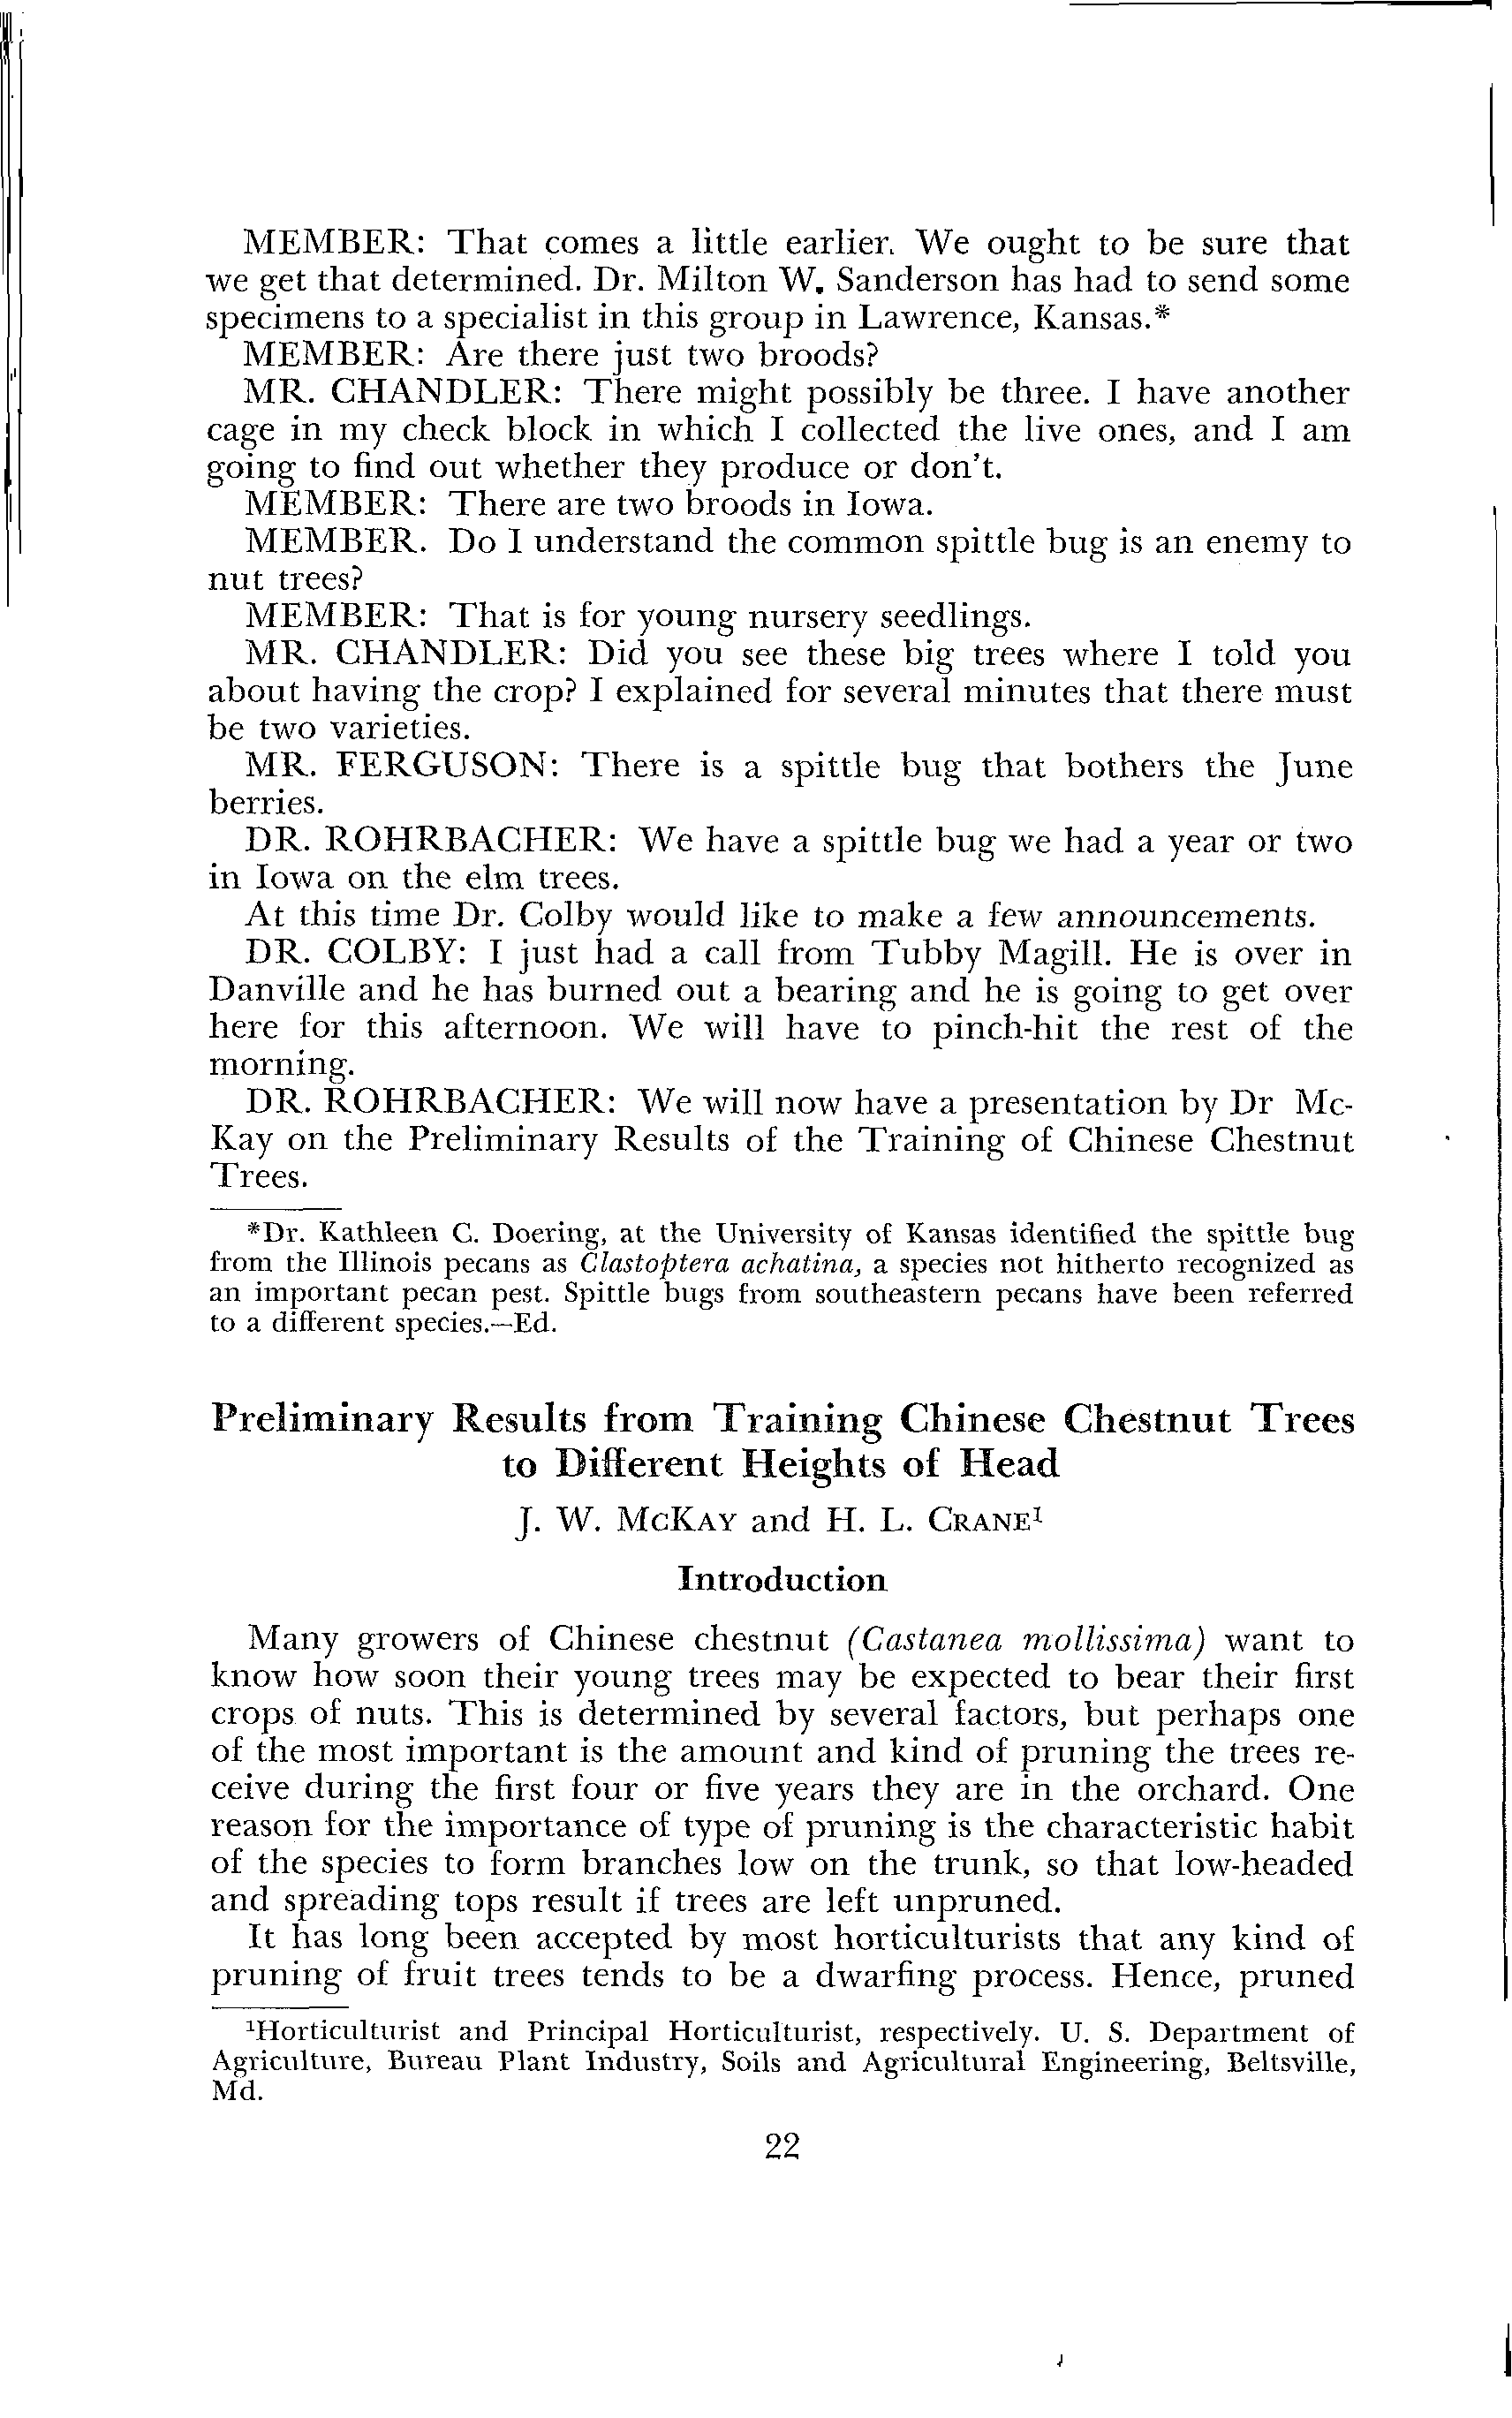 MEMBER: That comes a little earlier. We ought to be sure that
we get that determined. Dr. Milton W. Sanderson has had to send some
specimens to a specialist in this group in Lawrence, Kansas.*
MEMBER: Are there just two broods?
MR. CHANDLER: There might possibly be three. I have another
cage in my check block in which I collected the live ones, and I am
going to find out whether they produce or don't.
MEMBER: There are two broods in Iowa.
MEMBER. Do I understand the common spittle bug is an enemy to
nut trees?
MEMBER: That is for young nursery seedlings.
MR. CHANDLER: Did you see these big trees where I told you
about having the crop? I explained for several minutes that there must
be two varieties.
MR. FERGUSON: There is a spittle bug that bothers the June
berries.
DR. ROHRBACHER: We have a spittle bug we had a year or two
in Iowa on the elm trees.
At this time Dr. Colby would like to make a few announcements.
DR. COLBY: I just had a call from Tubby Magill. He is over in
Danville and he has burned out a bearing and he is going to get over
here for this afternoon. We will have to pinch-hit the rest of the
morning.
DR. ROHRBACHER: We will now have a presentation by Dr Mc-
Kay on the Preliminary Results of the Training of Chinese Chestnut
Trees.
*Dr. Kathleen C. Doering, at the University of Kansas identified the spittle bug
from the Illinois pecans as Clastoptera achatina, a species not hitherto recognized as
an important pecan pest. Spittle bugs from southeastern pecans have been referred
to a different species.—Ed.
Preliminary Results from Training Chinese Chestnut Trees
to Different Heights of Head
J. W. McKay and H. L. Crane¹
Introduction
Many growers of Chinese chestnut (Castanea mollissima) want to
know how soon their young trees may be expected to bear their first
crops of nuts. This is determined by several factors, but perhaps one
of the most important is the amount and kind of pruning the trees re-
ceive during the first four or five years they are in the orchard. One
reason for the importance of type of pruning is the characteristic habit
of the species to form branches low on the trunk, so that low-headed
and spreading tops result if trees are left unpruned.
It has long been accepted by most horticulturists that any kind of
pruning of fruit trees tends to be a dwarfing process. Hence, pruned
¹Horticulturist and Principal Horticulturist, respectively. U. S. Department of
Agriculture, Bureau Plant Industry, Soils and Agricultural Engineering, Beltsville,
Md.
22